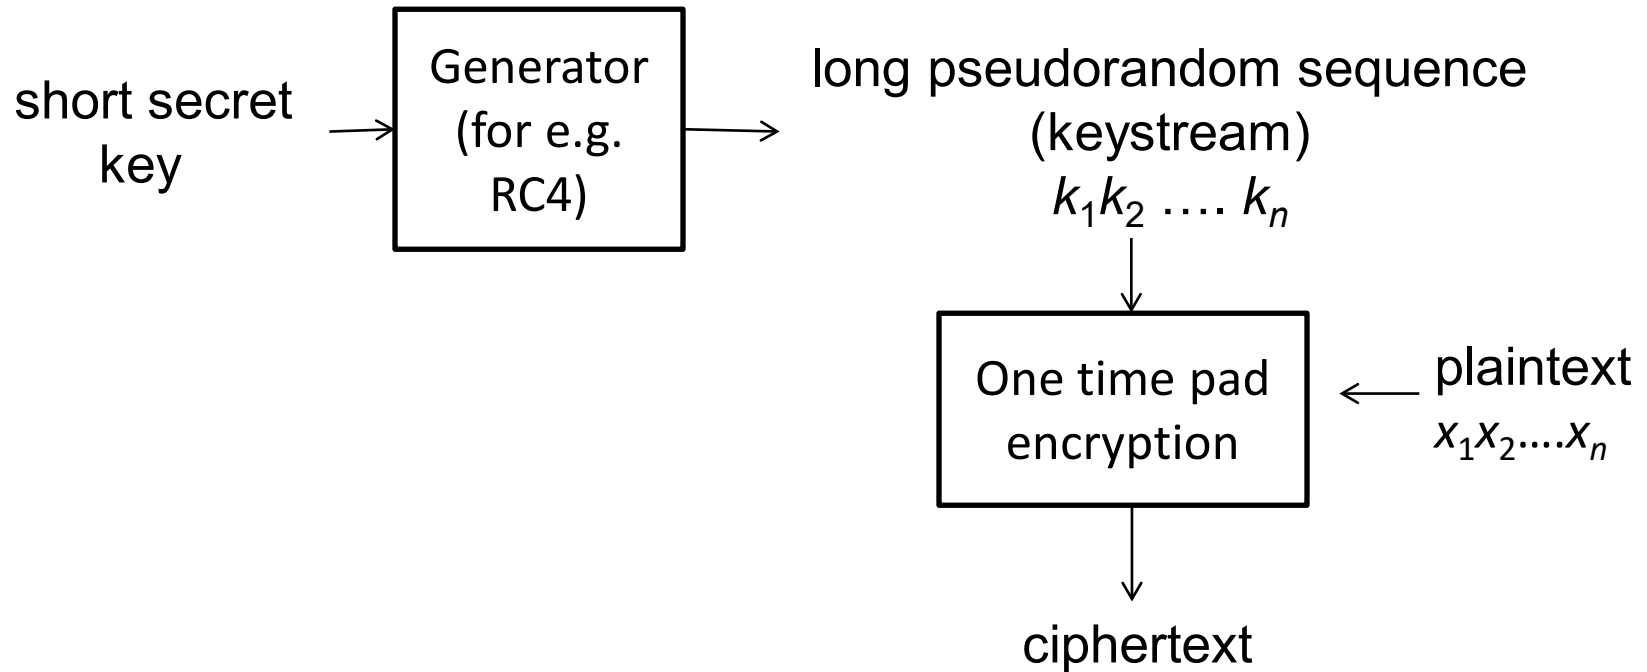 short secret
key
Generator
(for e.g.
RC4)
long pseudorandom sequence
(keystream)
k₁k₂ …. kₙ
One time pad
encryption
plaintext
x₁x₂….xₙ
ciphertext